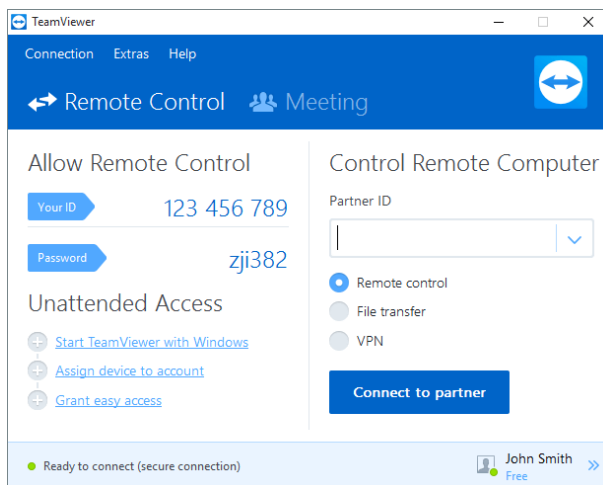 TeamViewer
Connection Extras Help
Remote Control Meeting
Allow Remote Control
Your ID 123 456 789
Password zji382
Unattended Access
Start TeamViewer with Windows
Assign device to account
Grant easy access
Control Remote Computer
Partner ID
Remote control
File transfer
VPN
Connect to partner
Ready to connect (secure connection)
John Smith
Free